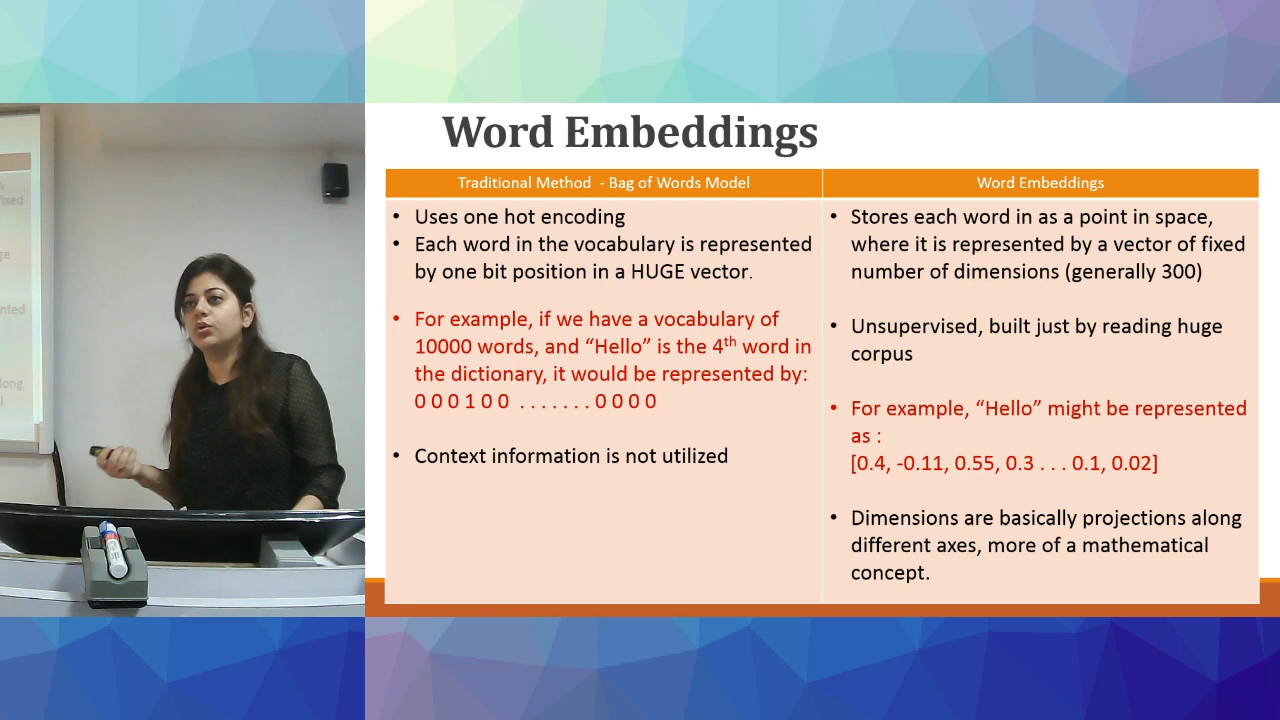 Word Embeddings
Traditional Method - Bag of Words Model
• Uses one hot encoding
• Each word in the vocabulary is represented
by one bit position in a HUGE vector.
• For example, if we have a vocabulary of
10000 words, and “Hello” is the 4th word in
the dictionary, it would be represented by:
0 0 0 1 0 0 . . . . . . . 0 0 0 0
• Context information is not utilized
Word Embeddings
• Stores each word in as a point in space,
where it is represented by a vector of fixed
number of dimensions (generally 300)
• Unsupervised, built just by reading huge
corpus
• For example, “Hello” might be represented
as :
[0.4, -0.11, 0.55, 0.3 . . . 0.1, 0.02]
• Dimensions are basically projections along
different axes, more of a mathematical
concept.